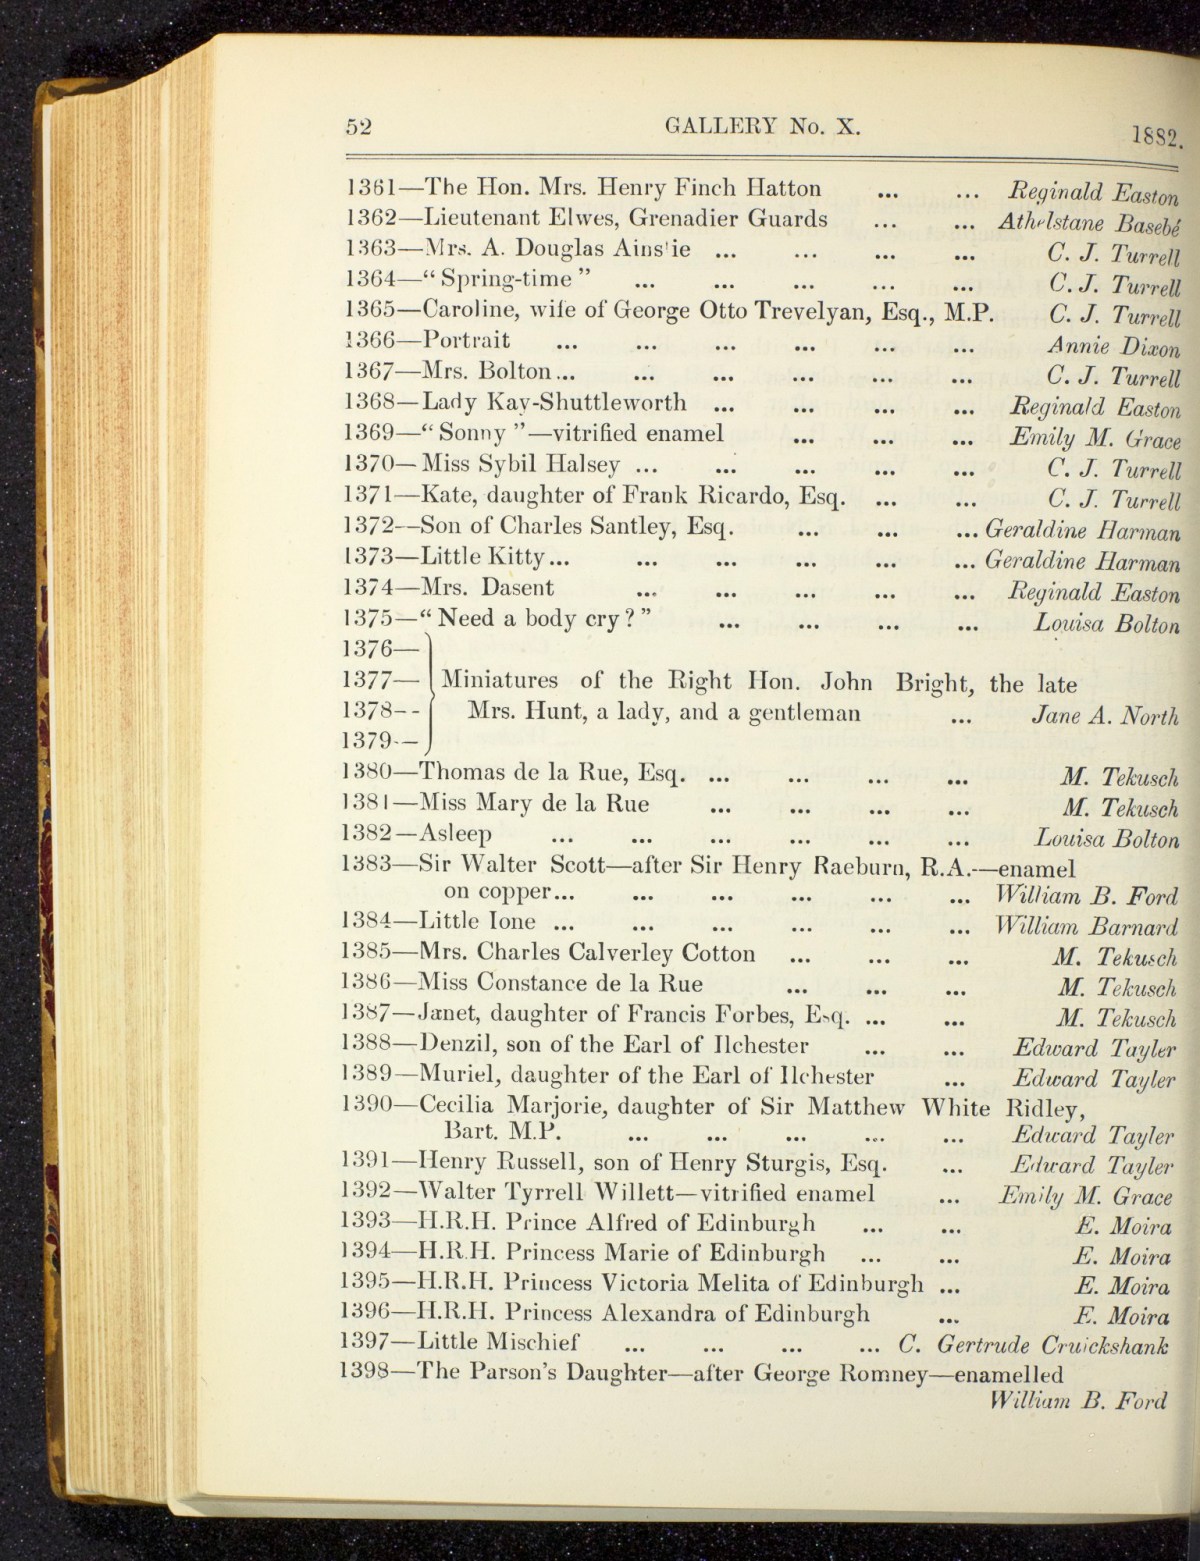 52 GALLERY No. X. 1882.
1361—The Hon. Mrs. Henry Finch Hatton ... ... Reginald Easton
1362—Lieutenant Elwes, Grenadier Guards ... ... Athelstane Basebé
1363—Mrs. A. Douglas Ainslie ... ... ... ... C. J. Turrell
1364—“ Spring-time ” ... ... ... ... ... C. J. Turrell
1365—Caroline, wife of George Otto Trevelyan, Esq., M.P. C. J. Turrell
1366—Portrait ... ... ... ... ... ... Annie Dixon
1367—Mrs. Bolton ... ... ... ... ... ... C. J. Turrell
1368—Lady Kay-Shuttleworth ... ... ... ... Reginald Easton
1369—“ Sonny ”—vitrified enamel ... ... ... Emily M. Grace
1370—Miss Sybil Halsey ... ... ... ... ... C. J. Turrell
1371—Kate, daughter of Frank Ricardo, Esq. ... ... C. J. Turrell
1372—Son of Charles Santley, Esq. ... ... ... Geraldine Harman
1373—Little Kitty ... ... ... ... ... ... Geraldine Harman
1374—Mrs. Dasent ... ... ... ... ... Reginald Easton
1375—“ Need a body cry ? ” ... ... ... ... Louisa Bolton
1376—
1377— Miniatures of the Right Hon. John Bright, the late
1378-- Mrs. Hunt, a lady, and a gentleman ... Jane A. North
1379-—
1380—Thomas de la Rue, Esq. ... ... ... ... M. Tekusch
1381—Miss Mary de la Rue ... ... ... ... M. Tekusch
1382—Asleep ... ... ... ... ... ... Louisa Bolton
1383—Sir Walter Scott—after Sir Henry Raeburn, R.A.—enamel
on copper ... ... ... ... ... ... William B. Ford
1384—Little Ione ... ... ... ... ... ... William Barnard
1385—Mrs. Charles Calverley Cotton ... ... ... M. Tekusch
1386—Miss Constance de la Rue ... ... ... M. Tekusch
1387—Janet, daughter of Francis Forbes, Esq. ... ... M. Tekusch
1388—Denzil, son of the Earl of Ilchester ... ... Edward Tayler
1389—Muriel, daughter of the Earl of Ilchester ... Edward Tayler
1390—Cecilia Marjorie, daughter of Sir Matthew White Ridley,
Bart. M.P. ... ... ... ... ... Edward Tayler
1391—Henry Russell, son of Henry Sturgis, Esq. ... Edward Tayler
1392—Walter Tyrrell Willett—vitrified enamel ... Emily M. Grace
1393—H.R.H. Prince Alfred of Edinburgh ... ... E. Moira
1394—H.R.H. Princess Marie of Edinburgh ... ... E. Moira
1395—H.R.H. Princess Victoria Melita of Edinburgh ... E. Moira
1396—H.R.H. Princess Alexandra of Edinburgh ... E. Moira
1397—Little Mischief ... ... ... ... C. Gertrude Cruickshank
1398—The Parson's Daughter—after George Romney—enamelled
William B. Ford